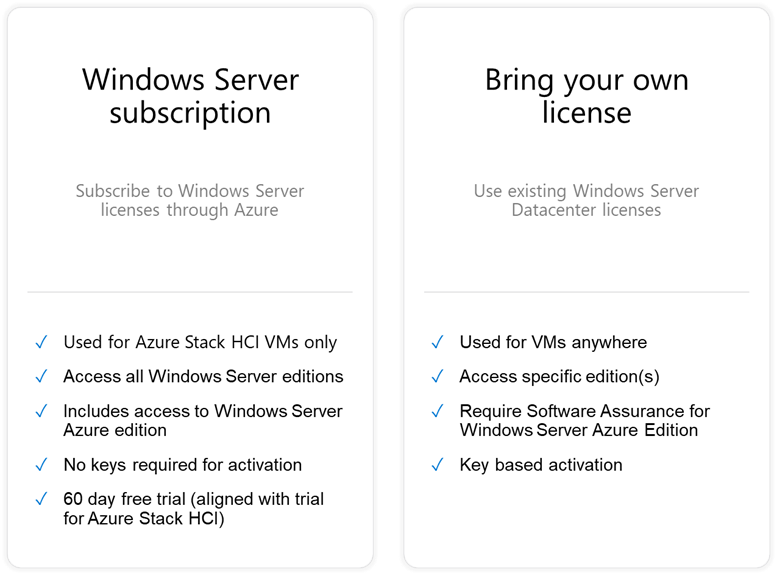 Windows Server
subscription
Subscribe to Windows Server
licenses through Azure
Used for Azure Stack HCI VMs only
Access all Windows Server editions
Includes access to Windows Server
Azure edition
No keys required for activation
60 day free trial (aligned with trial
for Azure Stack HCI)
Bring your own
license
Use existing Windows Server
Datacenter licenses
Used for VMs anywhere
Access specific edition(s)
Require Software Assurance for
Windows Server Azure Edition
Key based activation